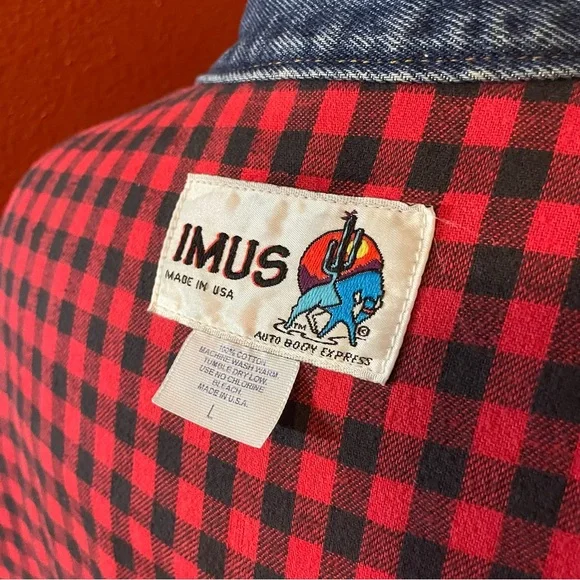 IMUS
MADE IN USA
TM
©
AUTO BODY EXPRESS
100% COTTON
MACHINE WASH WARM
TUMBLE DRY LOW.
USE NO CHLORINE
BLEACH.
MADE IN U.S.A.
L